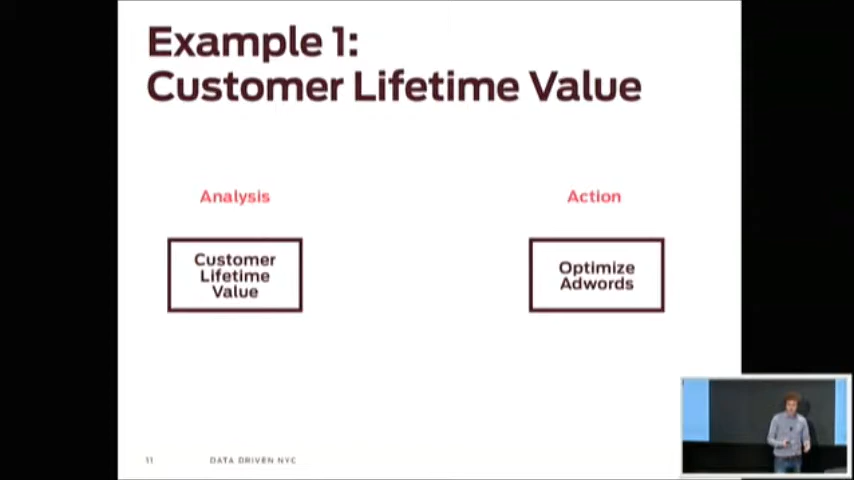 Example 1:
Customer Lifetime Value
Analysis
Action
Customer
Lifetime
Value
Optimize
Adwords
11
DATA DRIVEN NYC